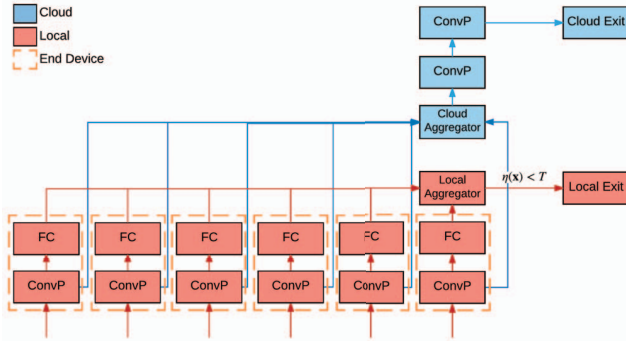 Cloud
Local
End Device
ConvP
Cloud Exit
ConvP
Cloud
Aggregator
Local
Aggregator
η(x) < T
Local Exit
FC
FC
FC
FC
FC
FC
ConvP
ConvP
ConvP
ConvP
ConvP
ConvP